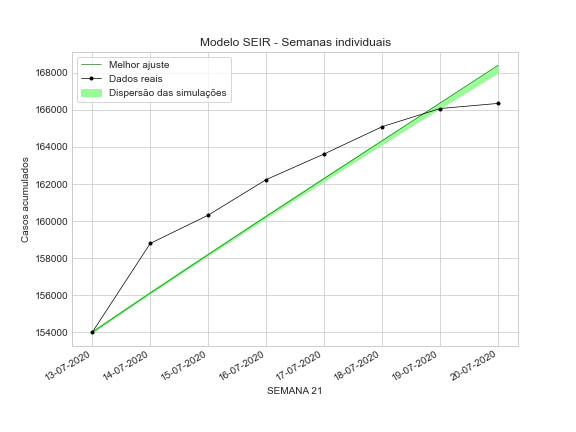 Modelo SEIR - Semanas individuais
Melhor ajuste
Dados reais
Dispersão das simulações
Casos acumulados
168000
166000
164000
162000
160000
158000
156000
154000
13-07-2020
14-07-2020
15-07-2020
16-07-2020
17-07-2020
18-07-2020
19-07-2020
20-07-2020
SEMANA 21